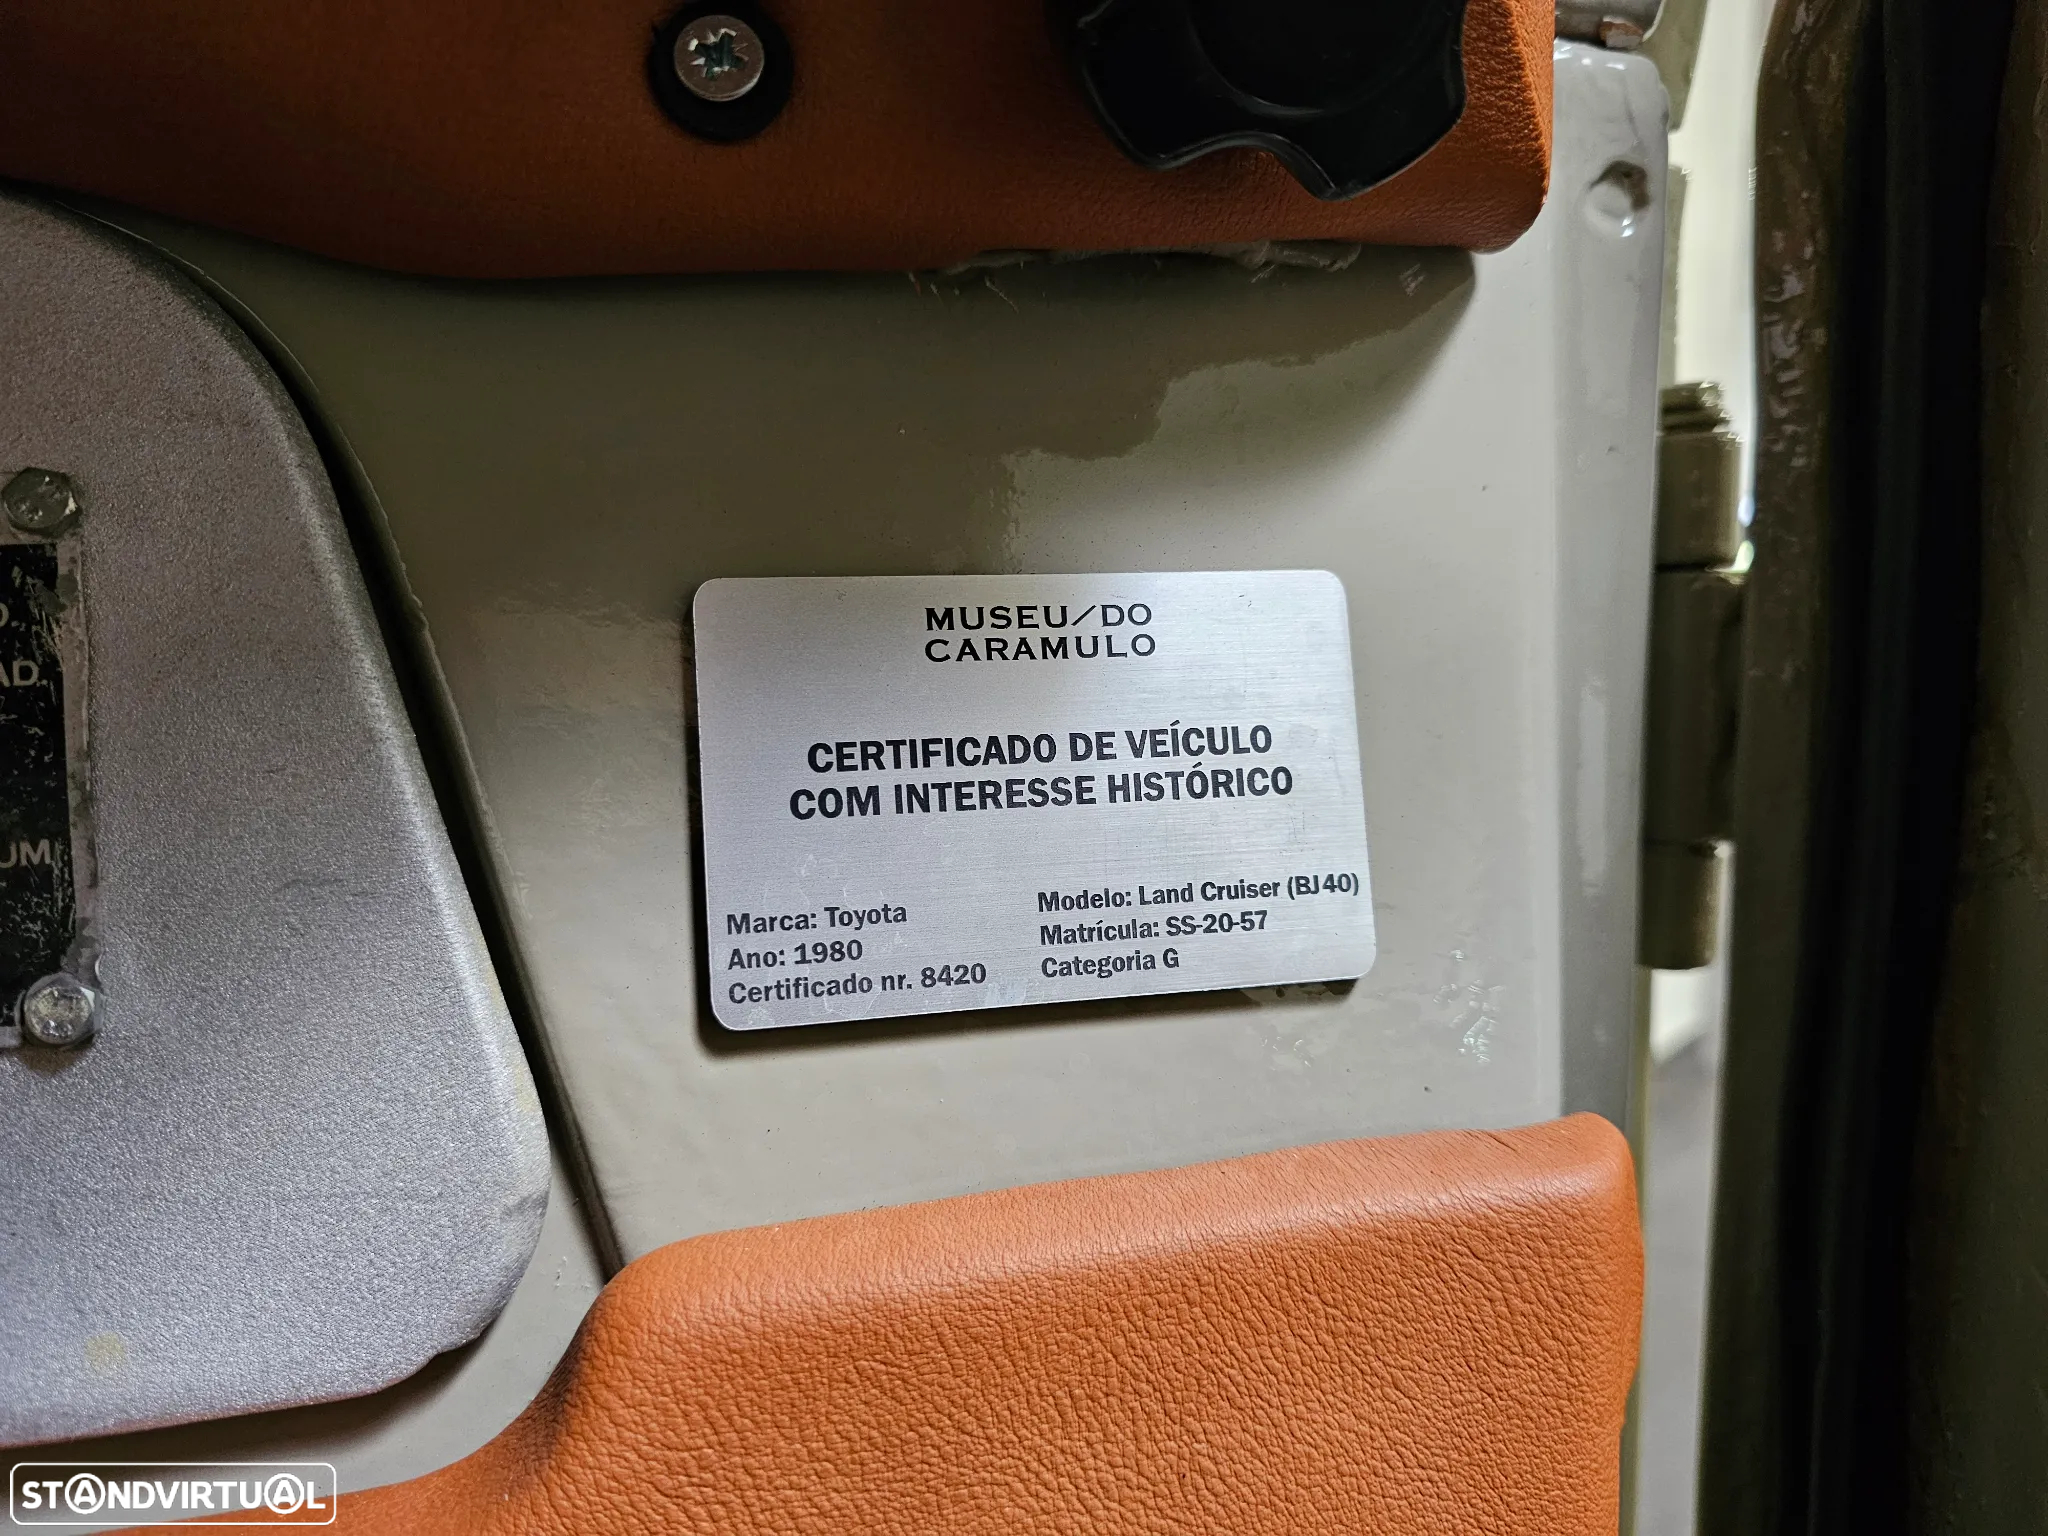 MUSEU/DO
CARAMULO
CERTIFICADO DE VEÍCULO
COM INTERESSE HISTÓRICO
Marca: Toyota
Ano: 1980
Certificado nr. 8420
Modelo: Land Cruiser (BJ40)
Matrícula: SS-20-57
Categoria G
STANDVIRTUAL